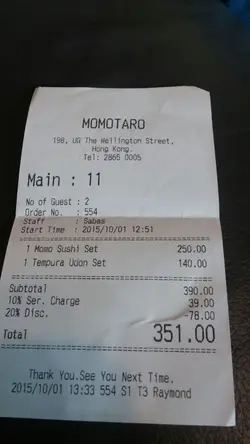 MOMOTARO
198, UG The Wellington Street,
Hong Kong.
Tel: 2865 0005
Main : 11
No of Guest : 2
Order No. : 554
Staff : Sabas
Start Time : 2015/10/01 12:51
1 Momo Sushi Set 250.00
1 Tempura Udon Set 140.00
Subtotal 390.00
10% Ser. Charge 39.00
20% Disc. -78.00
Total 351.00
Thank You.See You Next Time.
2015/10/01 13:33 554 S1 T3 Raymond